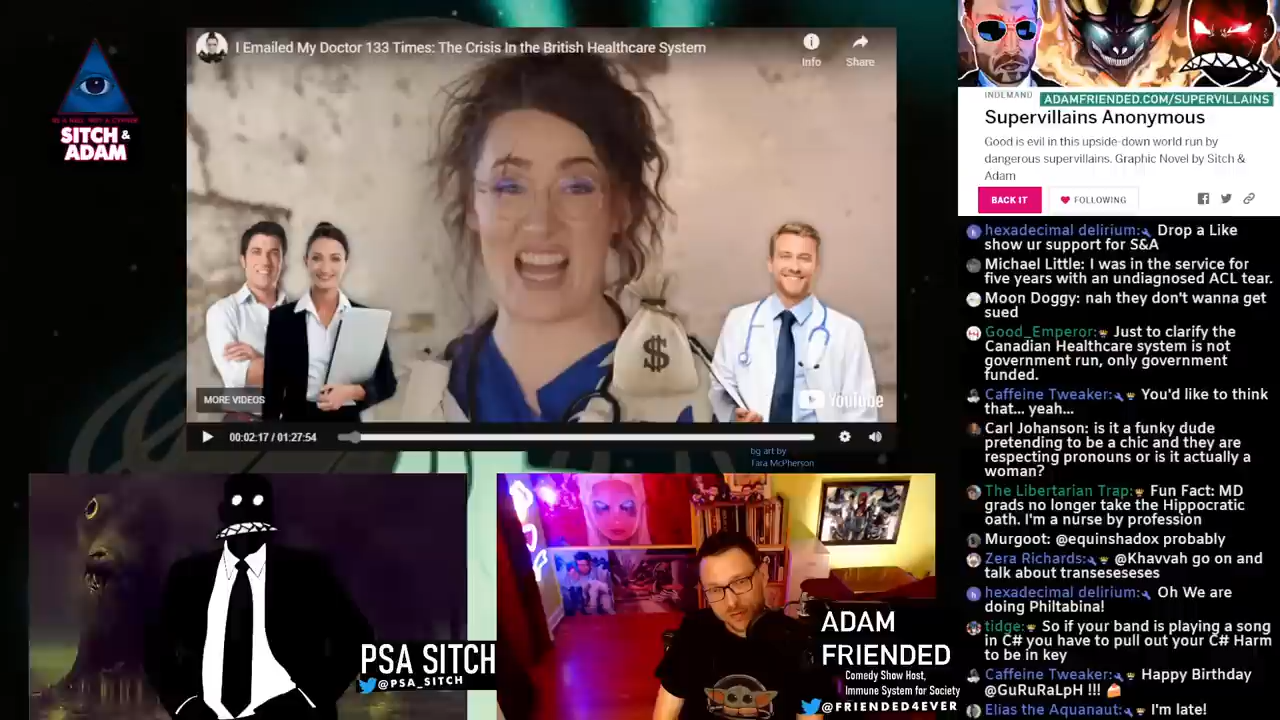 I Emailed My Doctor 133 Times: The Crisis In the British Healthcare System
Info
Share
SITCH &
ADAM
$
MORE VIDEOS
YouTube
00:02:17 / 01:27:54
bg art by
Tara McPherson
PSA SITCH
@PSA_SITCH
ADAM
FRIENDED
Comedy Show Host,
Immune System for Society
@FRIENDED4EVER
INDEMAND
ADAMFRIENDED.COM/SUPERVILLAINS
Supervillains Anonymous
Good is evil in this upside-down world run by
dangerous supervillains. Graphic Novel by Sitch &
Adam
BACK IT
FOLLOWING
hexadecimal delirium: Drop a Like
show ur support for S&A
Michael Little: I was in the service for
five years with an undiagnosed ACL tear.
Moon Doggy: nah they don't wanna get
sued
Good_Emperor: Just to clarify the
Canadian Healthcare system is not
government run, only government
funded.
Caffeine Tweaker: You'd like to think
that... yeah...
Carl Johanson: is it a funky dude
pretending to be a chic and they are
respecting pronouns or is it actually a
woman?
The Libertarian Trap: Fun Fact: MD
grads no longer take the Hippocratic
oath. I'm a nurse by profession
Murgoot: @equinshadox probably
Zera Richards: @Khavvah go on and
talk about transeseseses
hexadecimal delirium: Oh We are
doing Philtabina!
tidge: So if your band is playing a song
in C# you have to pull out your C# Harm
to be in key
Caffeine Tweaker: Happy Birthday
@GuRuRaLpH !!!
Elias the Aquanaut: I'm late!